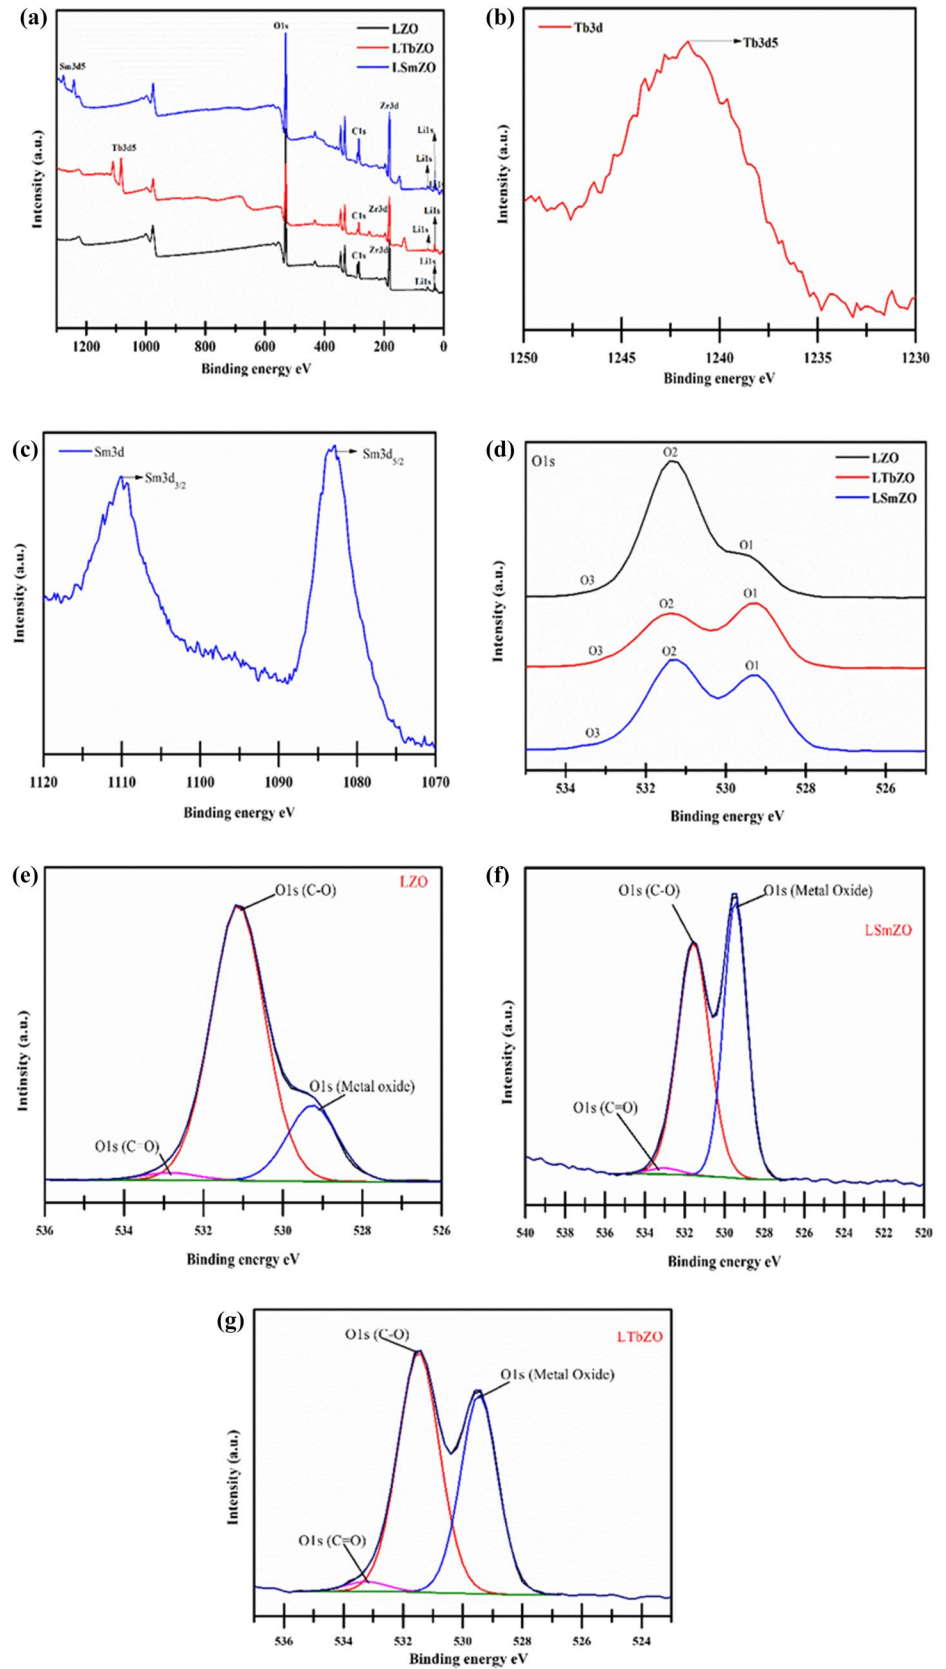 (a)
O1s
LZO
LTbZO
LSmZO
Sm3d5
Zr3d
C1s
Li1s
Li1s
Tb3d5
C1s
Zr3d
Li1s
Li1s
C1s
Zr3d
Li1s
Li1s
Intensity (a.u.)
1200 1000 800 600 400 200 0
Binding energy eV
(b)
Tb3d
Tb3d5
Intensity (a.u.)
1250 1245 1240 1235 1230
Binding energy eV
(c)
Sm3d
Sm3d3/2
Sm3d5/2
Intensity (a.u.)
1120 1110 1100 1090 1080 1070
Binding energy eV
(d)
O1s
O2
LZO
LTbZO
LSmZO
O1
O3
O2
O1
O3
O2
O1
O3
Intensity (a.u.)
534 532 530 528 526
Binding energy eV
(e)
LZO
O1s (C-O)
O1s (Metal oxide)
O1s (C=O)
Intinsity (a.u.)
536 534 532 530 528 526
Binding energy eV
(f)
O1s (C-O)
O1s (Metal Oxide)
LSmZO
O1s (C=O)
Intensity (a.u.)
540 538 536 534 532 530 528 526 524 522 520
Binding energy eV
(g)
O1s (C-O)
LTbZO
O1s (Metal Oxide)
O1s (C=O)
Intensity (a.u.)
536 534 532 530 528 526 524
Binding energy eV